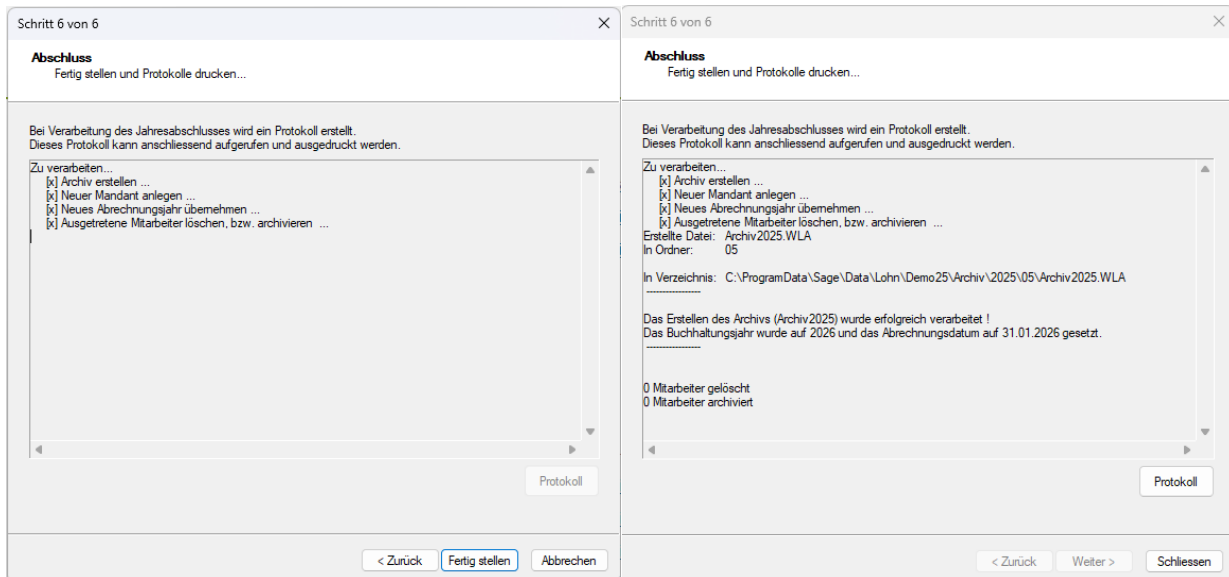 Schritt 6 von 6
Abschluss
Fertig stellen und Protokolle drucken...
Bei Verarbeitung des Jahresabschlusses wird ein Protokoll erstellt.
Dieses Protokoll kann anschliessend aufgerufen und ausgedruckt werden.
Zu verarbeiten...
[x] Archiv erstellen ...
[x] Neuer Mandant anlegen ...
[x] Neues Abrechnungsjahr übernehmen ...
[x] Ausgetretene Mitarbeiter löschen, bzw. archivieren ...
Protokoll
< Zurück
Fertig stellen
Abbrechen
Schritt 6 von 6
Abschluss
Fertig stellen und Protokolle drucken...
Bei Verarbeitung des Jahresabschlusses wird ein Protokoll erstellt.
Dieses Protokoll kann anschliessend aufgerufen und ausgedruckt werden.
Zu verarbeiten...
[x] Archiv erstellen ...
[x] Neuer Mandant anlegen ...
[x] Neues Abrechnungsjahr übernehmen ...
[x] Ausgetretene Mitarbeiter löschen, bzw. archivieren ...
Erstellte Datei: Archiv2025.WLA
In Ordner: 05
In Verzeichnis: C:\ProgramData\Sage\Data\Lohn\Demo25\Archiv\2025\05\Archiv2025.WLA
-----------------
Das Erstellen des Archivs (Archiv2025) wurde erfolgreich verarbeitet !
Das Buchhaltungsjahr wurde auf 2026 und das Abrechnungsdatum auf 31.01.2026 gesetzt.
-----------------
0 Mitarbeiter gelöscht
0 Mitarbeiter archiviert
Protokoll
< Zurück
Weiter >
Schliessen